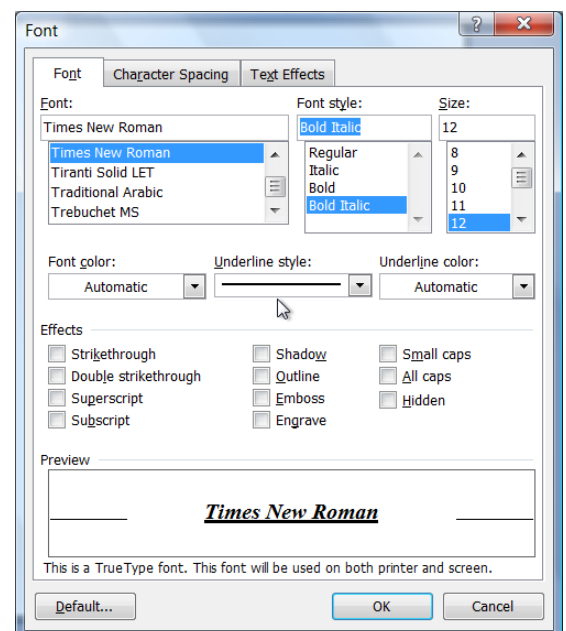 Font
Font Character Spacing Text Effects
Font: Font style: Size:
Times New Roman Bold Italic 12
Times New Roman Regular 8
Tiranti Solid LET Italic 9
Traditional Arabic Bold 10
Trebuchet MS Bold Italic 11
12
Font color: Underline style: Underline color:
Automatic Automatic
Effects
Strikethrough Shadow Small caps
Double strikethrough Outline All caps
Superscript Emboss Hidden
Subscript Engrave
Preview
Times New Roman
This is a TrueType font. This font will be used on both printer and screen.
Default... OK Cancel